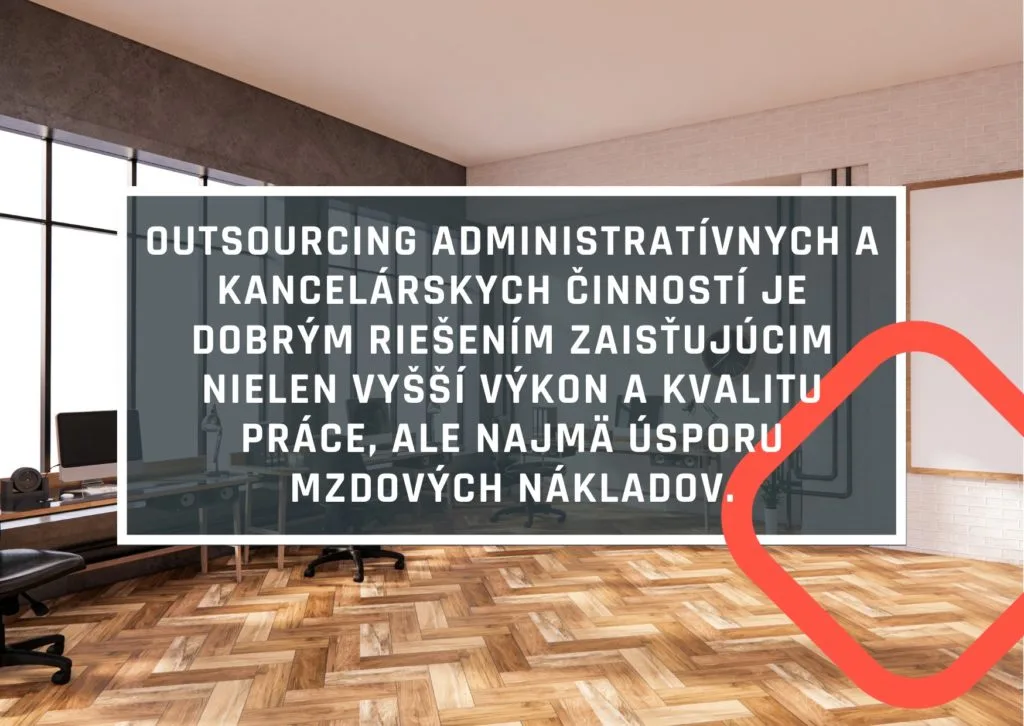 OUTSOURCING ADMINISTRATÍVNYCH A
KANCELÁRSKYCH ČINNOSTÍ JE
DOBRÝM RIEŠENÍM ZAISŤUJÚCIM
NIELEN VYŠŠÍ VÝKON A KVALITU
PRÁCE, ALE NAJMÄ ÚSPORU
MZDOVÝCH NÁKLADOV.